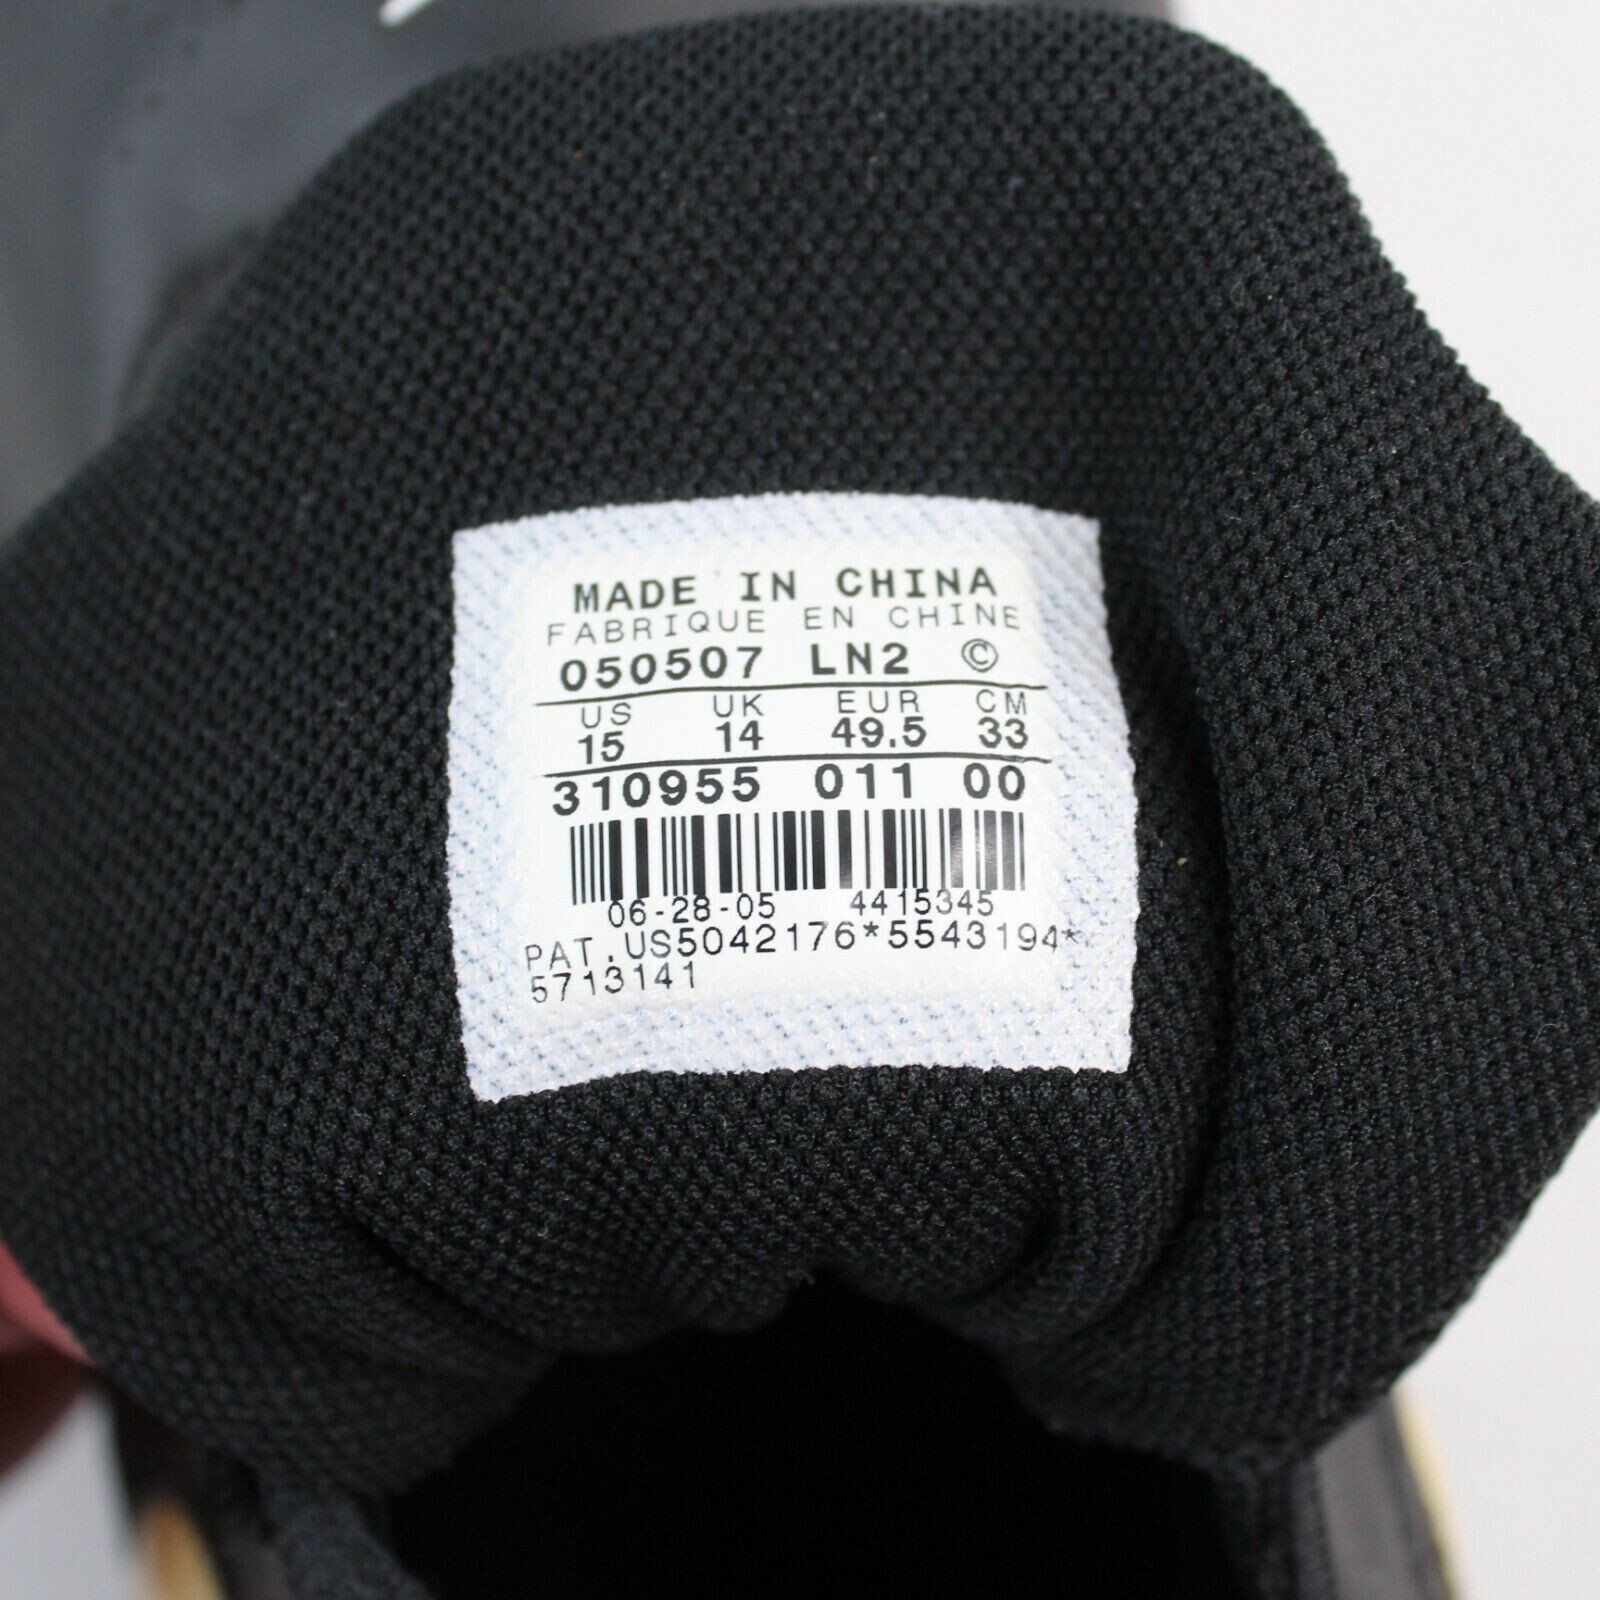 MADE IN CHINA
FABRIQUE EN CHINE
050507 LN2 ©
US UK EUR CM
15 14 49.5 33
310955 011 00
06-28-05 4415345
PAT.US5042176*5543194*
5713141